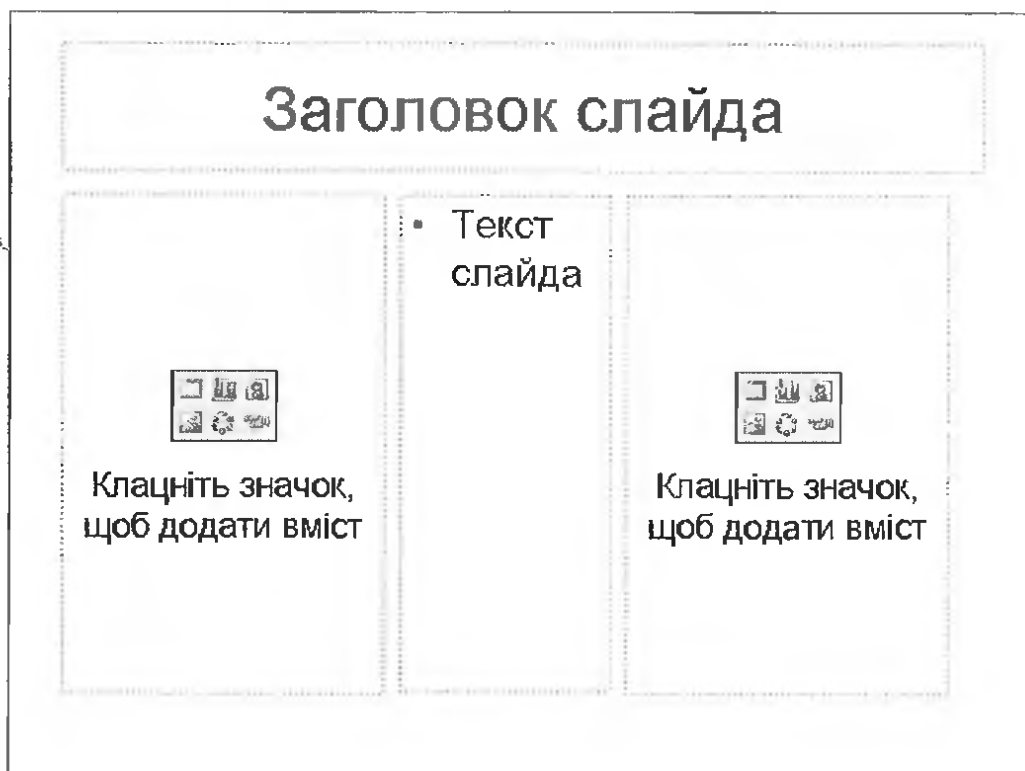 Заголовок слайда
• Текст
слайда
Клацніть значок,
щоб додати вміст
Клацніть значок,
щоб додати вміст